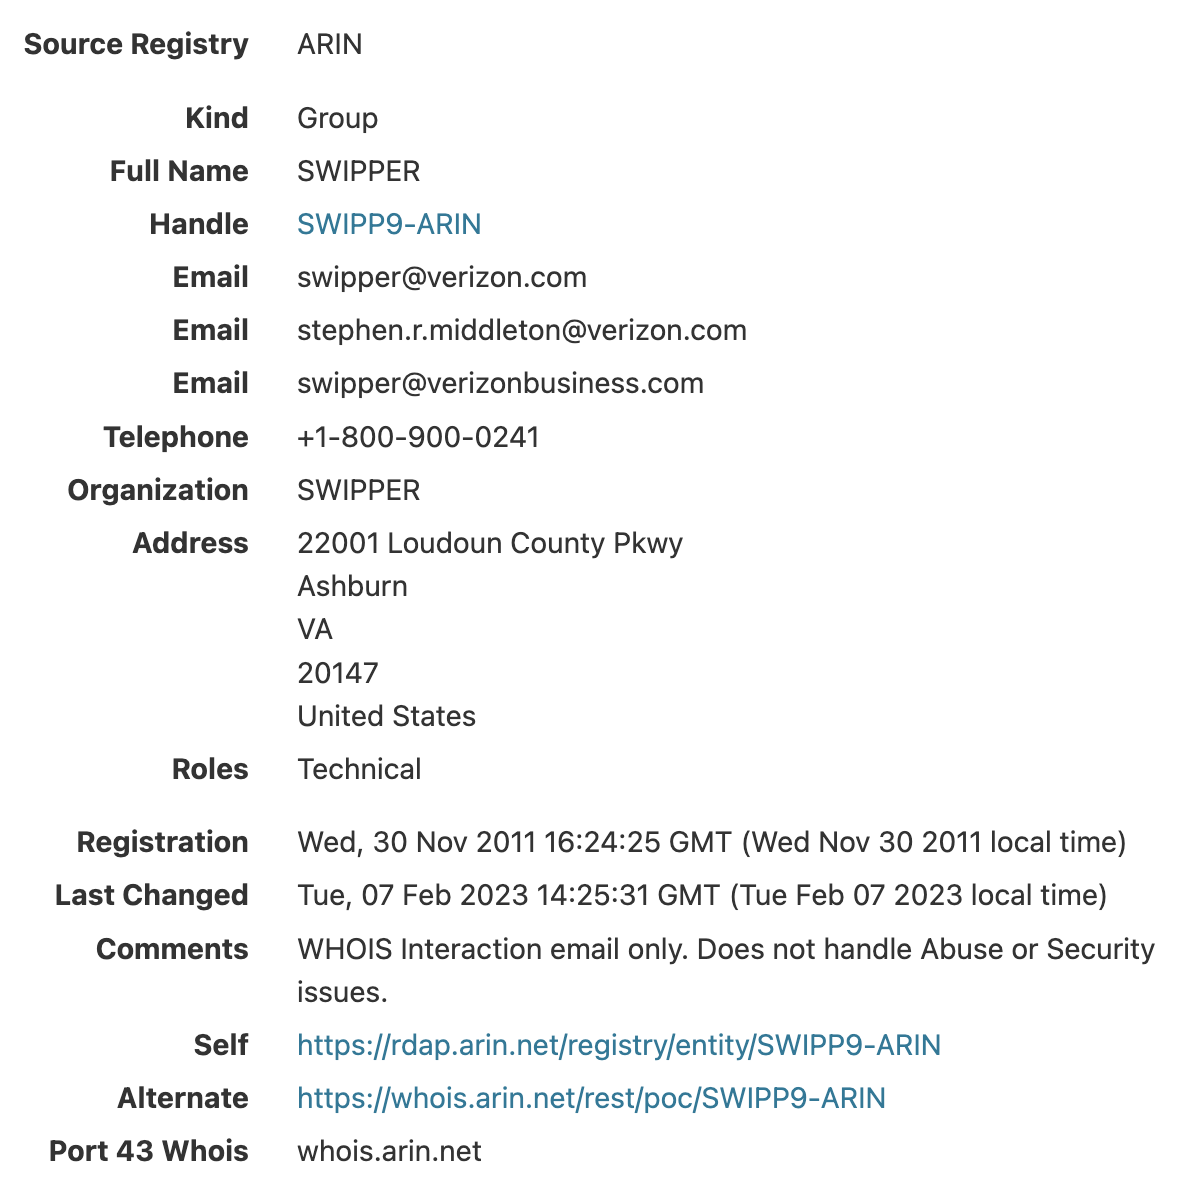 Source Registry ARIN
Kind Group
Full Name SWIPPER
Handle SWIPP9-ARIN
Email swipper@verizon.com
Email stephen.r.middleton@verizon.com
Email swipper@verizonbusiness.com
Telephone +1-800-900-0241
Organization SWIPPER
Address 22001 Loudoun County Pkwy
Ashburn
VA
20147
United States
Roles Technical
Registration Wed, 30 Nov 2011 16:24:25 GMT (Wed Nov 30 2011 local time)
Last Changed Tue, 07 Feb 2023 14:25:31 GMT (Tue Feb 07 2023 local time)
Comments WHOIS Interaction email only. Does not handle Abuse or Security
issues.
Self https://rdap.arin.net/registry/entity/SWIPP9-ARIN
Alternate https://whois.arin.net/rest/poc/SWIPP9-ARIN
Port 43 Whois whois.arin.net